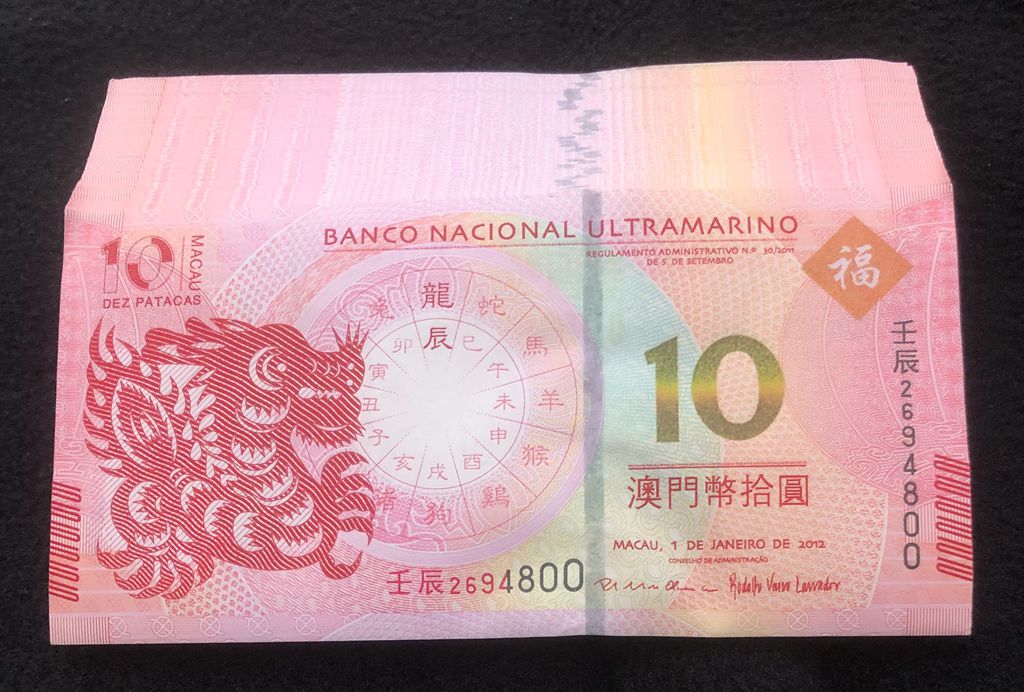 BANCO NACIONAL ULTRAMARINO
REGULAMENTO ADMINISTRATIVO N.º 30/2011
DE 5 DE SETEMBRO
福
10
MACAU
DEZ PATACAS
龍
蛇
馬
羊
猴
鷄
狗
豬
兔
辰
巳
午
未
申
酉
戌
亥
子
丑
寅
卯
10
澳門幣拾圓
MACAU, 1 DE JANEIRO DE 2012
CONSELHO DE ADMINISTRAÇÃO
壬辰2694800
壬辰2694800